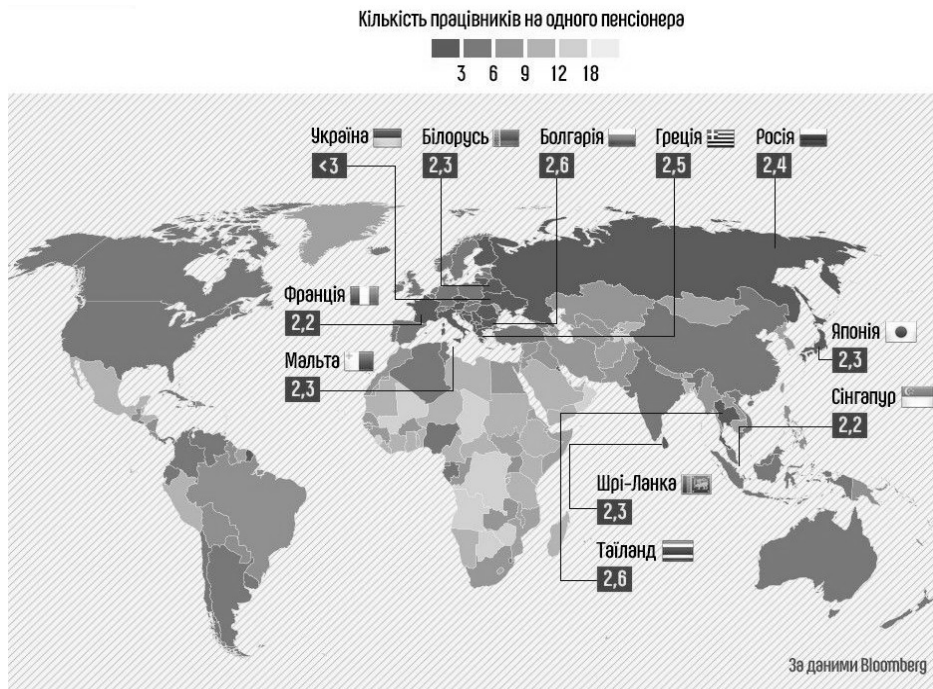 Кількість працівників на одного пенсіонера
3 6 9 12 18
Україна Білорусь Болгарія Греція Росія
<3 2,3 2,6 2,5 2,4
Франція
2,2
Мальта
2,3
Японія
2,3
Сінгапур
2,2
Шрі-Ланка
2,3
Таїланд
2,6
За даними Bloomberg